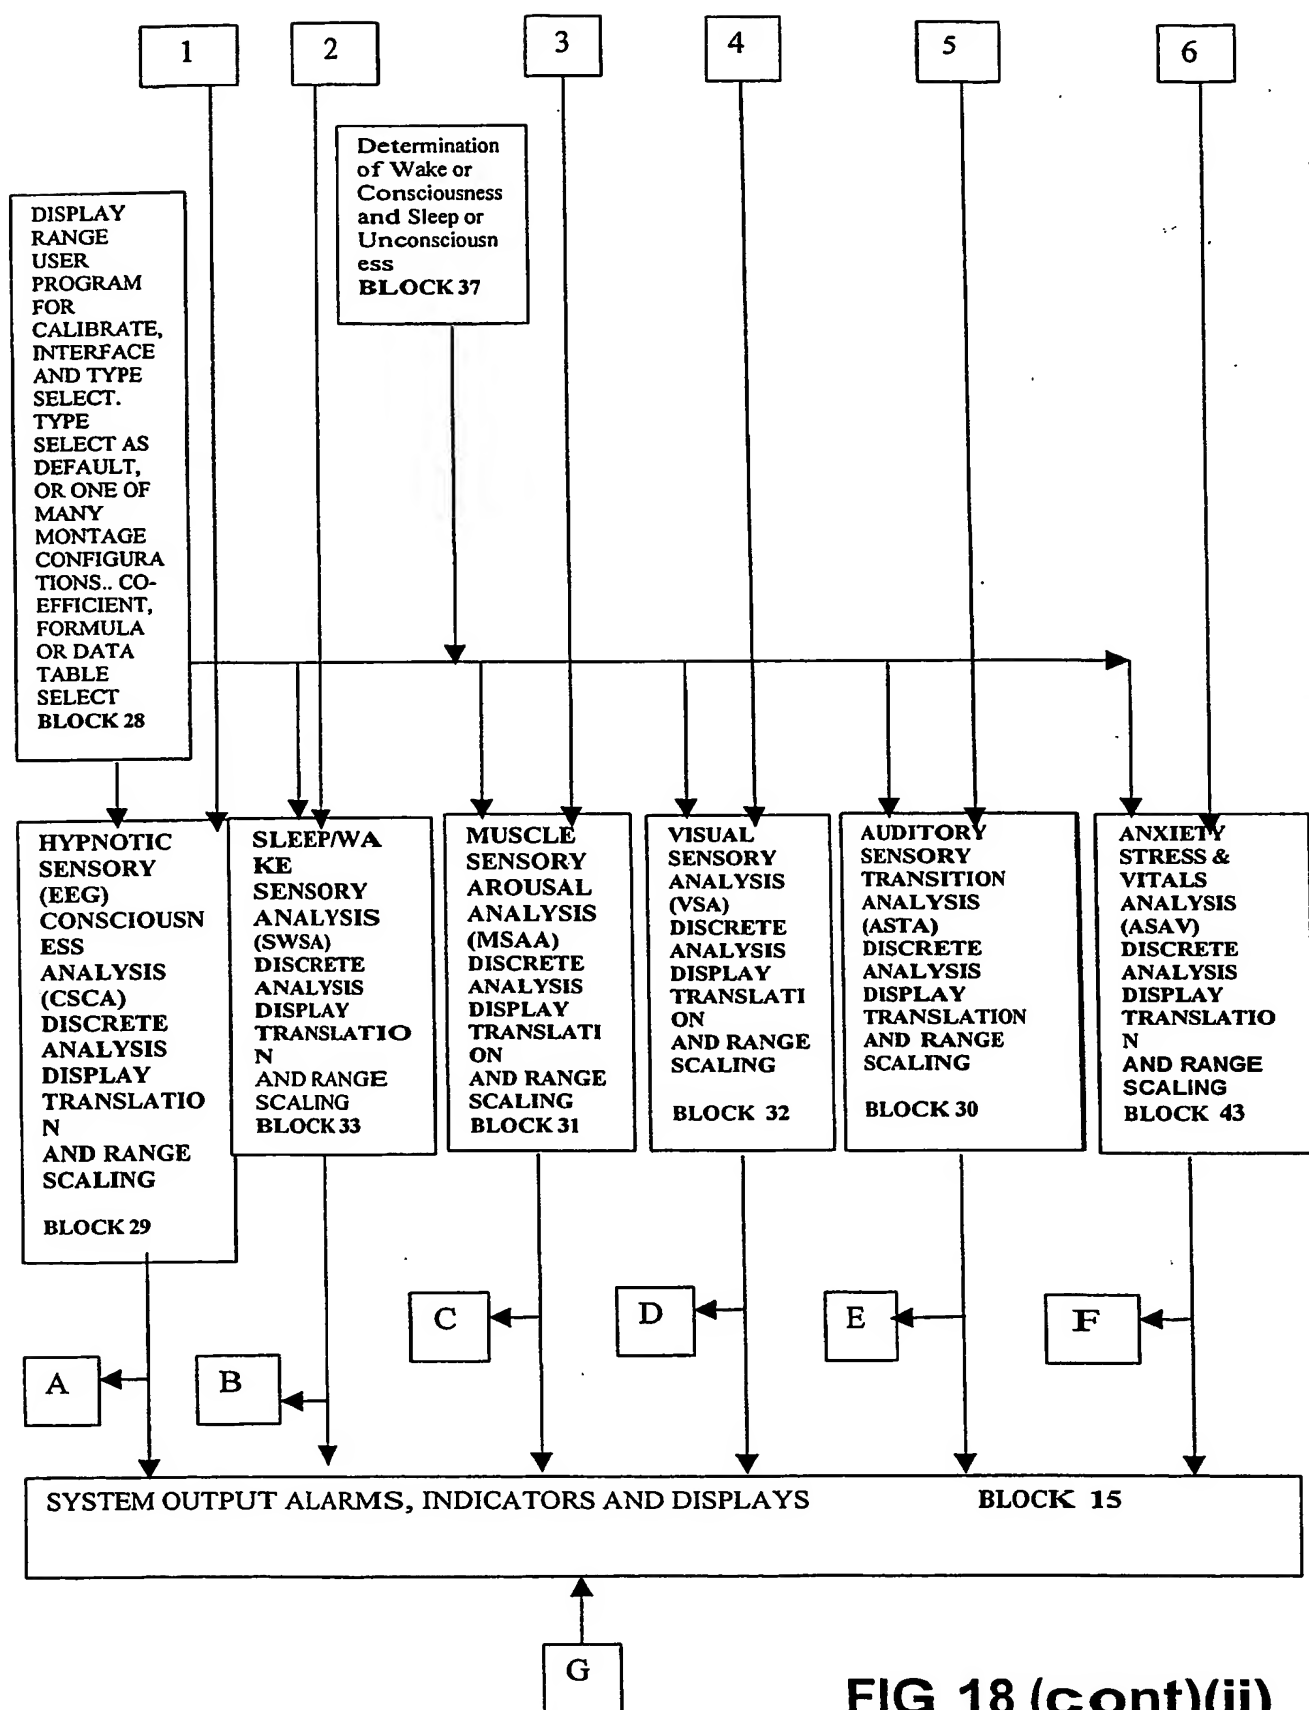 1
2
3
4
5
6
Determination
of Wake or
Consciousness
and Sleep or
Unconsciousn
ess
BLOCK 37
DISPLAY
RANGE
USER
PROGRAM
FOR
CALIBRATE,
INTERFACE
AND TYPE
SELECT.
TYPE
SELECT AS
DEFAULT,
OR ONE OF
MANY
MONTAGE
CONFIGURA
TIONS.. CO-
EFFICIENT,
FORMULA
OR DATA
TABLE
SELECT
BLOCK 28
HYPNOTIC
SENSORY
(EEG)
CONSCIOUSN
ESS
ANALYSIS
(CSCA)
DISCRETE
ANALYSIS
DISPLAY
TRANSLATIO
N
AND RANGE
SCALING
BLOCK 29
SLEEP/WA
KE
SENSORY
ANALYSIS
(SWSA)
DISCRETE
ANALYSIS
DISPLAY
TRANSLATIO
N
AND RANGE
SCALING
BLOCK 33
MUSCLE
SENSORY
AROUSAL
ANALYSIS
(MSAA)
DISCRETE
ANALYSIS
DISPLAY
TRANSLATI
ON
AND RANGE
SCALING
BLOCK 31
VISUAL
SENSORY
ANALYSIS
(VSA)
DISCRETE
ANALYSIS
DISPLAY
TRANSLATI
ON
AND RANGE
SCALING
BLOCK 32
AUDITORY
SENSORY
TRANSITION
ANALYSIS
(ASTA)
DISCRETE
ANALYSIS
DISPLAY
TRANSLATION
AND RANGE
SCALING
BLOCK 30
ANXIETY
STRESS &
VITALS
ANALYSIS
(ASAV)
DISCRETE
ANALYSIS
DISPLAY
TRANSLATIO
N
AND RANGE
SCALING
BLOCK 43
A
B
C
D
E
F
SYSTEM OUTPUT ALARMS, INDICATORS AND DISPLAYS BLOCK 15
G
FIG 18 (cont)(ii)